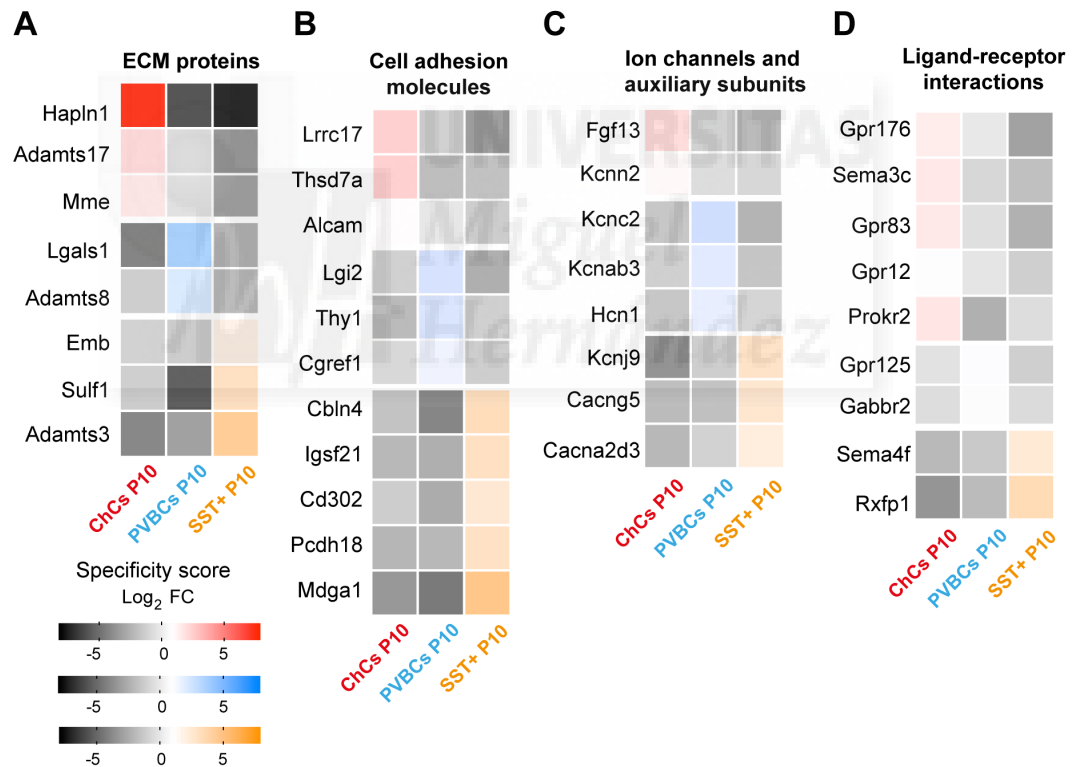 A
ECM proteins
Hapln1
Adamts17
Mme
Lgals1
Adamts8
Emb
Sulf1
Adamts3
ChCs P10
PVBCs P10
SST+ P10
Specificity score
Log2 FC
-5 0 5
-5 0 5
-5 0 5
B
Cell adhesion
molecules
Lrrc17
Thsd7a
Alcam
Lgi2
Thy1
Cgref1
Cbln4
Igsf21
Cd302
Pcdh18
Mdga1
ChCs P10
PVBCs P10
SST+ P10
C
Ion channels and
auxiliary subunits
Fgf13
Kcnn2
Kcnc2
Kcnab3
Hcn1
Kcnj9
Cacng5
Cacna2d3
ChCs P10
PVBCs P10
SST+ P10
D
Ligand-receptor
interactions
Gpr176
Sema3c
Gpr83
Gpr12
Prokr2
Gpr125
Gabbr2
Sema4f
Rxfp1
ChCs P10
PVBCs P10
SST+ P10
UNIVERSITAS
Miguel
Hernández